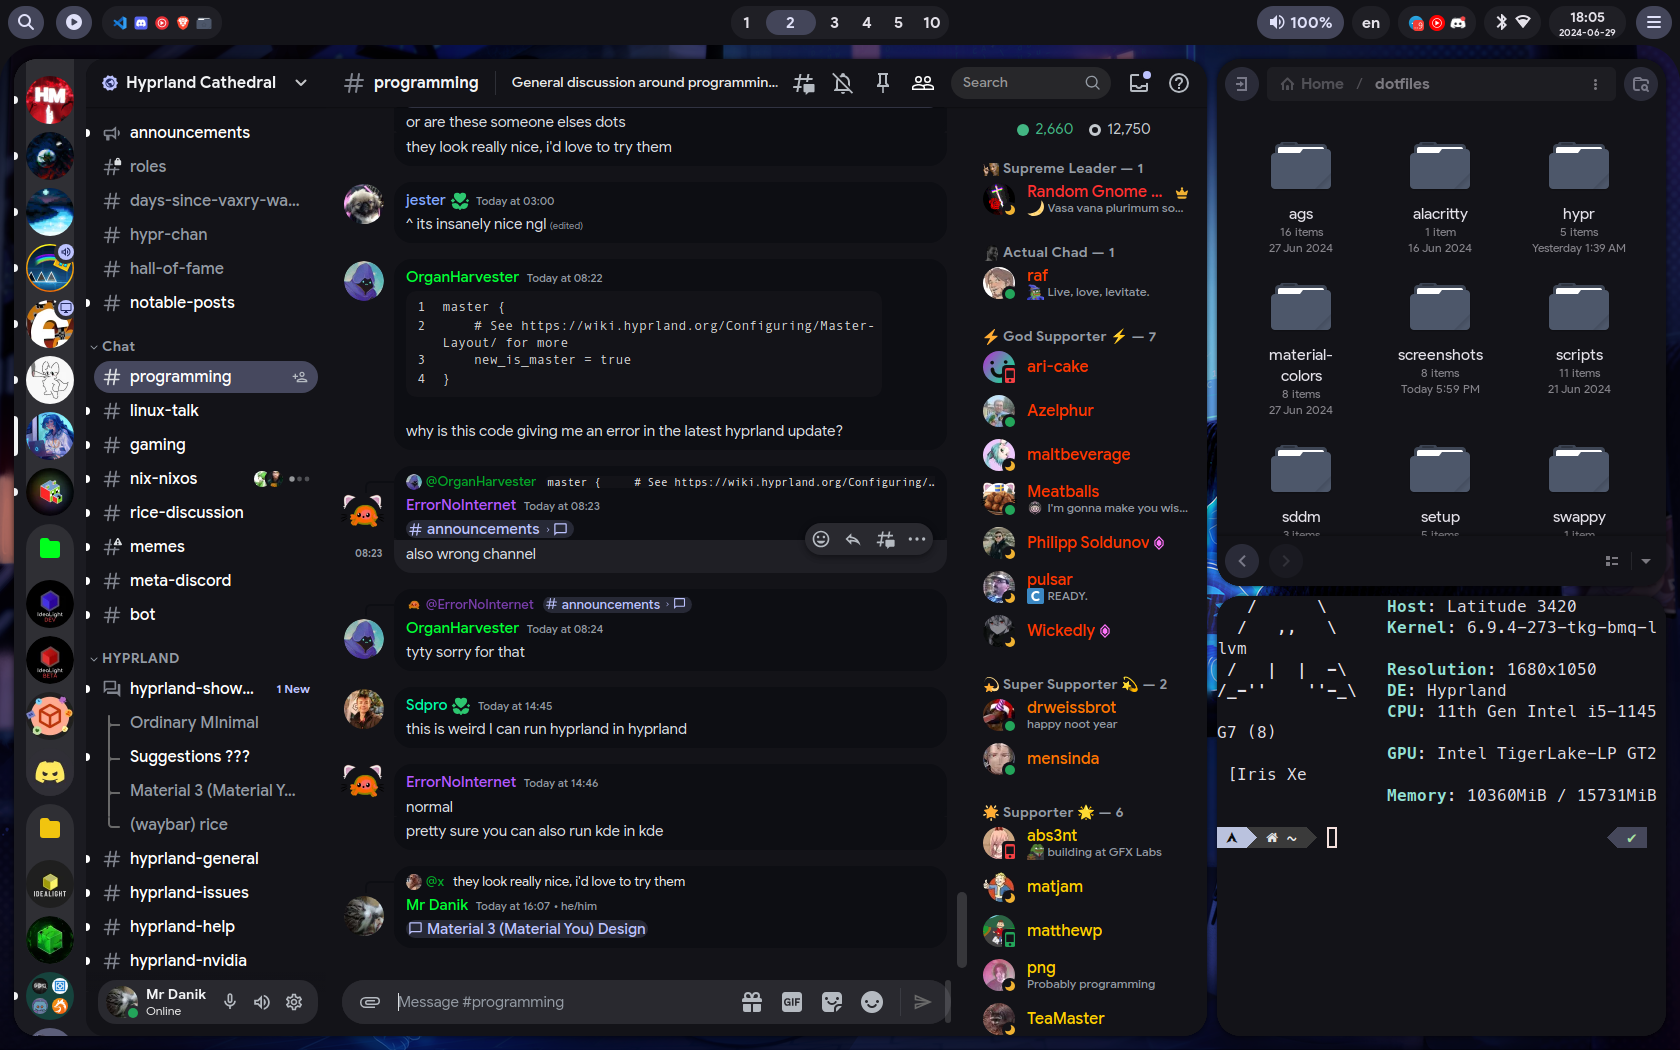 1 2 3 4 5 10
100%
en
18:05
2024-06-29
HM
IDEALIGHT
Hyprland Cathedral
announcements
roles
days-since-vaxry-wa...
hypr-chan
hall-of-fame
notable-posts
Chat
programming
linux-talk
gaming
nix-nixos
rice-discussion
memes
meta-discord
bot
HYPRLAND
hyprland-show... 1 New
Ordinary MInimal
Suggestions ???
Material 3 (Material Y...
(waybar) rice
hyprland-general
hyprland-issues
hyprland-help
hyprland-nvidia
Mr Danik
Online
programming
General discussion around programmin...
Search
or are these someone elses dots
they look really nice, i'd love to try them
jester Today at 03:00
^ its insanely nice ngl (edited)
OrganHarvester Today at 08:22
1 master {
2 # See https://wiki.hyprland.org/Configuring/Master-
Layout/ for more
3 new_is_master = true
4 }
why is this code giving me an error in the latest hyprland update?
@OrganHarvester master { # See https://wiki.hyprland.org/Configuring/...
ErrorNoInternet Today at 08:23
# announcements ›
08:23 also wrong channel
@ErrorNoInternet # announcements ›
OrganHarvester Today at 08:24
tyty sorry for that
Sdpro Today at 14:45
this is weird I can run hyprland in hyprland
ErrorNoInternet Today at 14:46
normal
pretty sure you can also run kde in kde
@x they look really nice, i'd love to try them
Mr Danik Today at 16:07 • he/him
Material 3 (Material You) Design
Message #programming
GIF
2,660 12,750
Supreme Leader — 1
Random Gnome ...
Vasa vana plurimum so...
Actual Chad — 1
raf
Live, love, levitate.
⚡ God Supporter ⚡ — 7
ari-cake
Azelphur
maltbeverage
Meatballs
I'm gonna make you wis...
Philipp Soldunov
pulsar
C READY.
Wickedly
💫 Super Supporter 💫 — 2
drweissbrot
happy noot year
mensinda
Supporter 🌟 — 6
abs3nt
building at GFX Labs
matjam
matthewp
png
Probably programming
TeaMaster
Home / dotfiles
ags
16 items
27 Jun 2024
alacritty
1 item
16 Jun 2024
hypr
5 items
Yesterday 1:39 AM
material-
colors
8 items
27 Jun 2024
screenshots
8 items
Today 5:59 PM
scripts
11 items
21 Jun 2024
sddm
3 items
setup
5 items
swappy
1 item
/ \ Host: Latitude 3420
/ ,, \ Kernel: 6.9.4-273-tkg-bmq-l
lvm
/ | | -\ Resolution: 1680x1050
/_-'' ''-_\ DE: Hyprland
CPU: 11th Gen Intel i5-1145
G7 (8)
GPU: Intel TigerLake-LP GT2
[Iris Xe
Memory: 10360MiB / 15731MiB
~ ✔